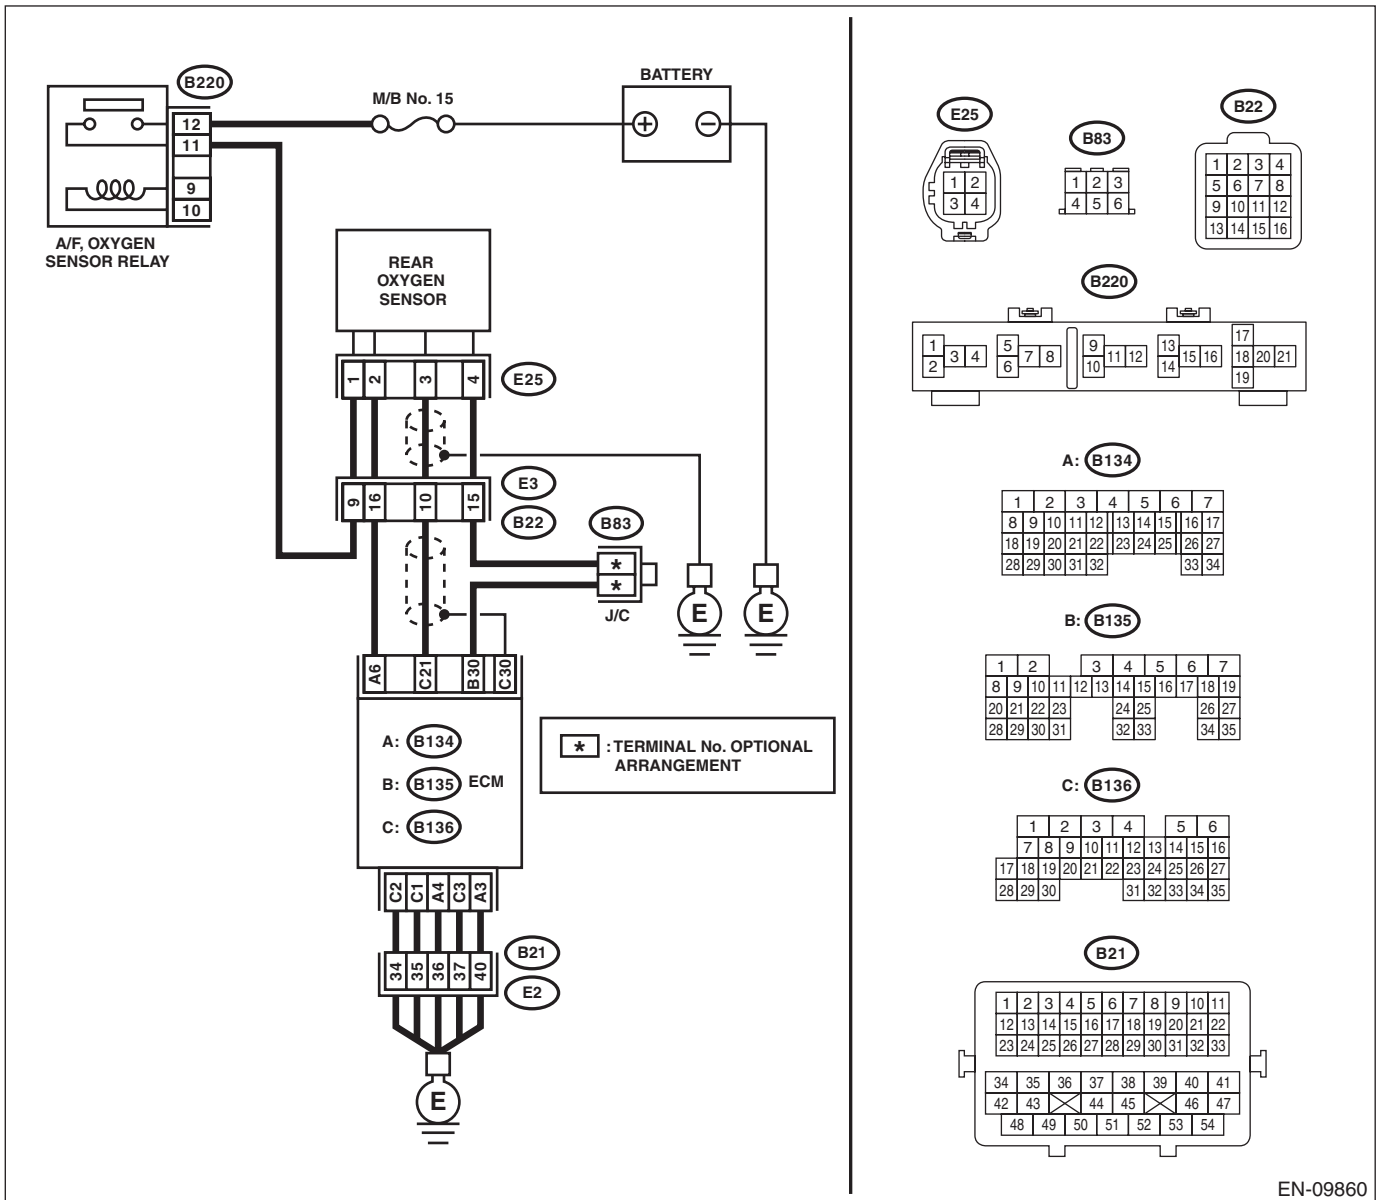 B220
BATTERY
M/B No. 15
12
11
9
10
A/F, OXYGEN
SENSOR RELAY
REAR
OXYGEN
SENSOR
1 2 3 4
E25
9 16 10 15
E3
B22
B83
*
*
J/C
E
E
A6 C21 B30 C30
A: B134
B: B135 ECM
C: B136
* : TERMINAL No. OPTIONAL
ARRANGEMENT
C2 C1 A4 C3 A3
34 35 36 37 40
B21
E2
E
E25
1 2
3 4
B83
1 2 3
4 5 6
B22
1 2 3 4
5 6 7 8
9 10 11 12
13 14 15 16
B220
1 2 3 4
5 6 7 8
9 10 11 12
13 14 15 16
17 18 19 20 21
A: B134
1 2 3 4 5 6 7
8 9 10 11 12 13 14 15 16 17
18 19 20 21 22 23 24 25 26 27
28 29 30 31 32 33 34
B: B135
1 2 3 4 5 6 7
8 9 10 11 12 13 14 15 16 17 18 19
20 21 22 23 24 25 26 27
28 29 30 31 32 33 34 35
C: B136
1 2 3 4 5 6
7 8 9 10 11 12 13 14 15 16
17 18 19 20 21 22 23 24 25 26 27
28 29 30 31 32 33 34 35
B21
1 2 3 4 5 6 7 8 9 10 11
12 13 14 15 16 17 18 19 20 21 22
23 24 25 26 27 28 29 30 31 32 33
34 35 36 37 38 39 40 41
42 43 44 45 46 47
48 49 50 51 52 53 54
EN-09860